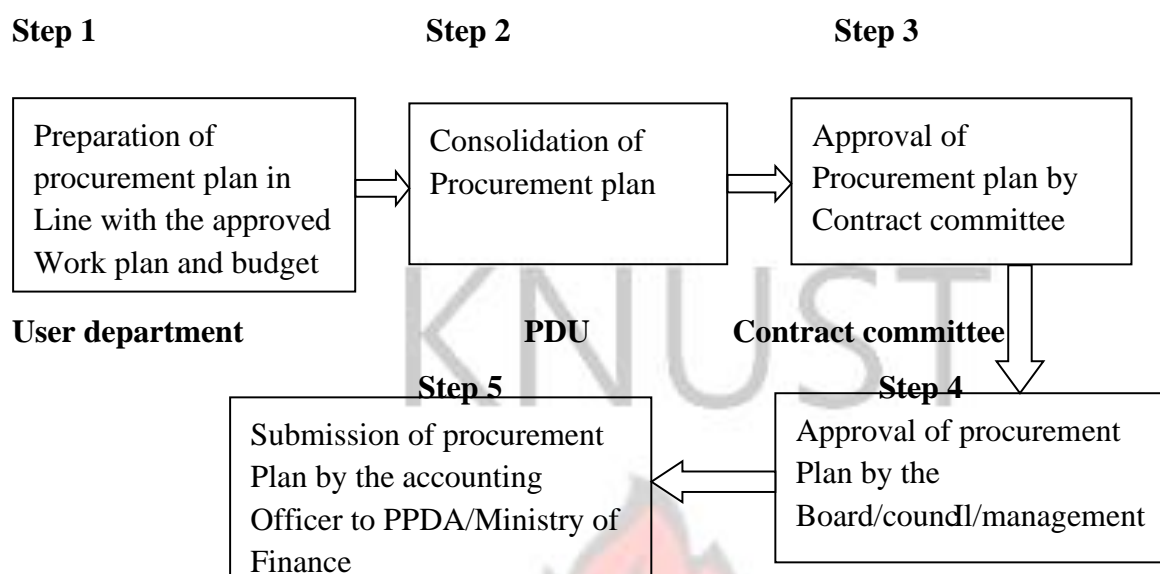 Step 1
Step 2
Step 3
Preparation of
procurement plan in
Line with the approved
Work plan and budget
Consolidation of
Procurement plan
Approval of
Procurement plan by
Contract committee
KNUST
User department
PDU
Contract committee
Step 4
Approval of procurement
Plan by the
Board/council/management
Step 5
Submission of procurement
Plan by the accounting
Officer to PPDA/Ministry of
Finance